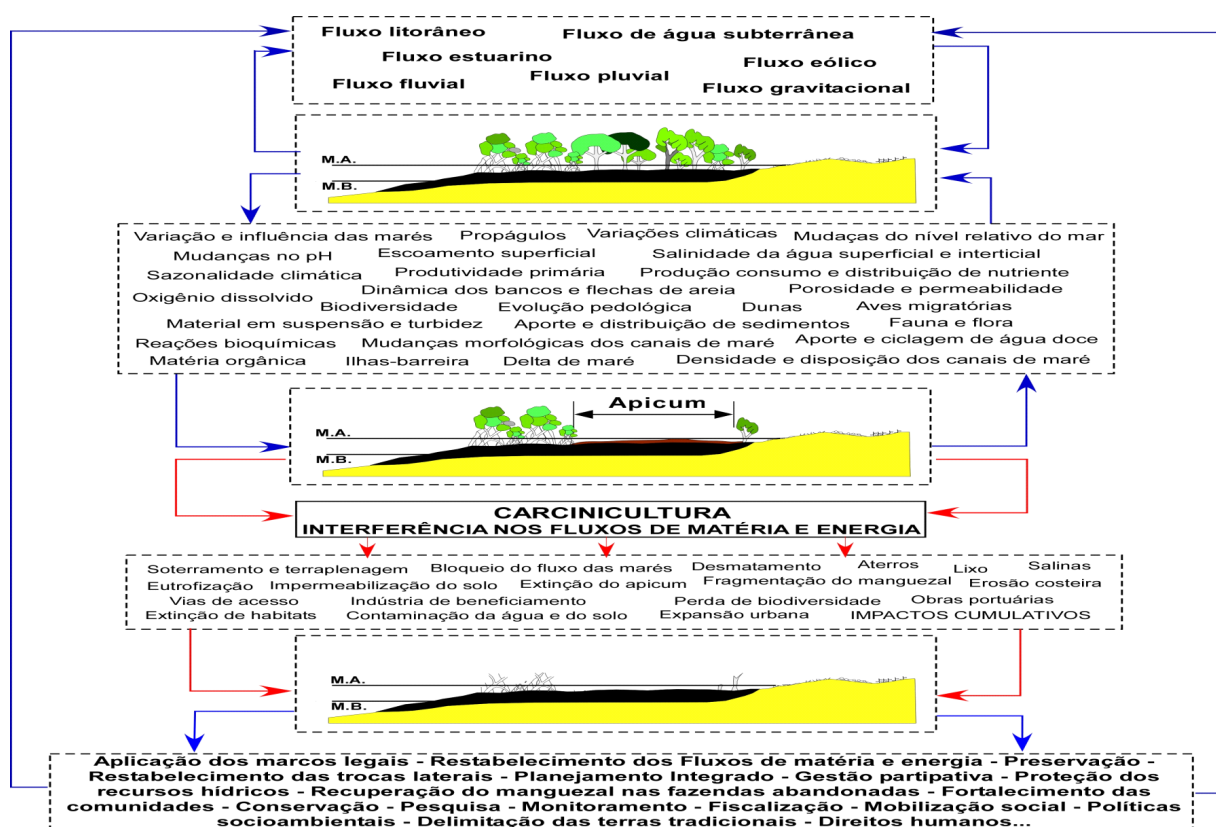 Fluxo litorâneo
Fluxo de água subterrânea
Fluxo estuarino
Fluxo eólico
Fluxo fluvial
Fluxo pluvial
Fluxo gravitacional
M.A.
M.B.
Variação e influência das marés Propágulos Variações climáticas Mudaças do nível relativo do mar
Mudanças no pH Escoamento superficial Salinidade da água superficial e interticial
Sazonalidade climática Produtividade primária Produção consumo e distribuição de nutriente
Dinâmica dos bancos e flechas de areia Porosidade e permeabilidade
Oxigênio dissolvido Biodiversidade Evolução pedológica Dunas Aves migratórias
Material em suspensão e turbidez Aporte e distribuição de sedimentos Fauna e flora
Reações bioquímicas Mudanças morfológicas dos canais de maré Aporte e ciclagem de água doce
Matéria orgânica Ilhas-barreira Delta de maré Densidade e disposição dos canais de maré
Apicum
M.A.
M.B.
CARCINICULTURA
INTERFERÊNCIA NOS FLUXOS DE MATÉRIA E ENERGIA
Soterramento e terraplenagem Bloqueio do fluxo das marés Desmatamento Aterros Lixo Salinas
Eutrofização Impermeabilização do solo Extinção do apicum Fragmentação do manguezal Erosão costeira
Vias de acesso Indústria de beneficiamento Perda de biodiversidade Obras portuárias
Extinção de habitats Contaminação da água e do solo Expansão urbana IMPACTOS CUMULATIVOS
M.A.
M.B.
Aplicação dos marcos legais - Restabelecimento dos Fluxos de matéria e energia - Preservação -
Restabelecimento das trocas laterais - Planejamento Integrado - Gestão partipativa - Proteção dos
recursos hídricos - Recuperação do manguezal nas fazendas abandonadas - Fortalecimento das
comunidades - Conservação - Pesquisa - Monitoramento - Fiscalização - Mobilização social - Políticas
socioambientais - Delimitação das terras tradicionais - Direitos humanos...